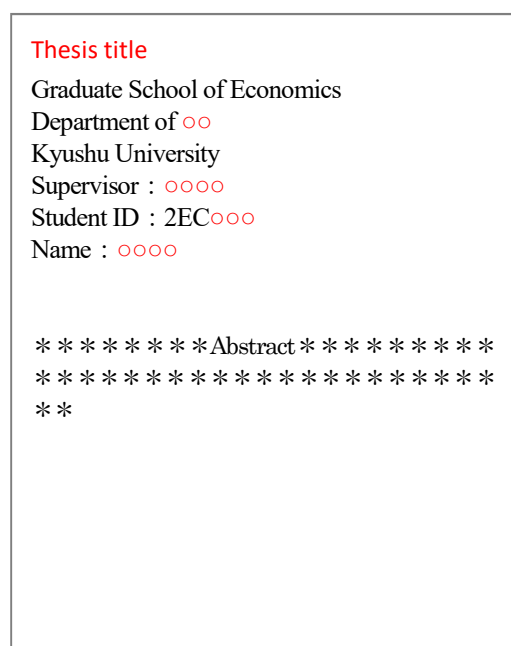 Thesis title
Graduate School of Economics
Department of ○○
Kyushu University
Supervisor：○○○○
Student ID：2EC○○○
Name：○○○○
＊＊＊＊＊＊＊＊Abstract＊＊＊＊＊＊＊＊＊
＊＊＊＊＊＊＊＊＊＊＊＊＊＊＊＊＊＊＊＊＊
＊＊